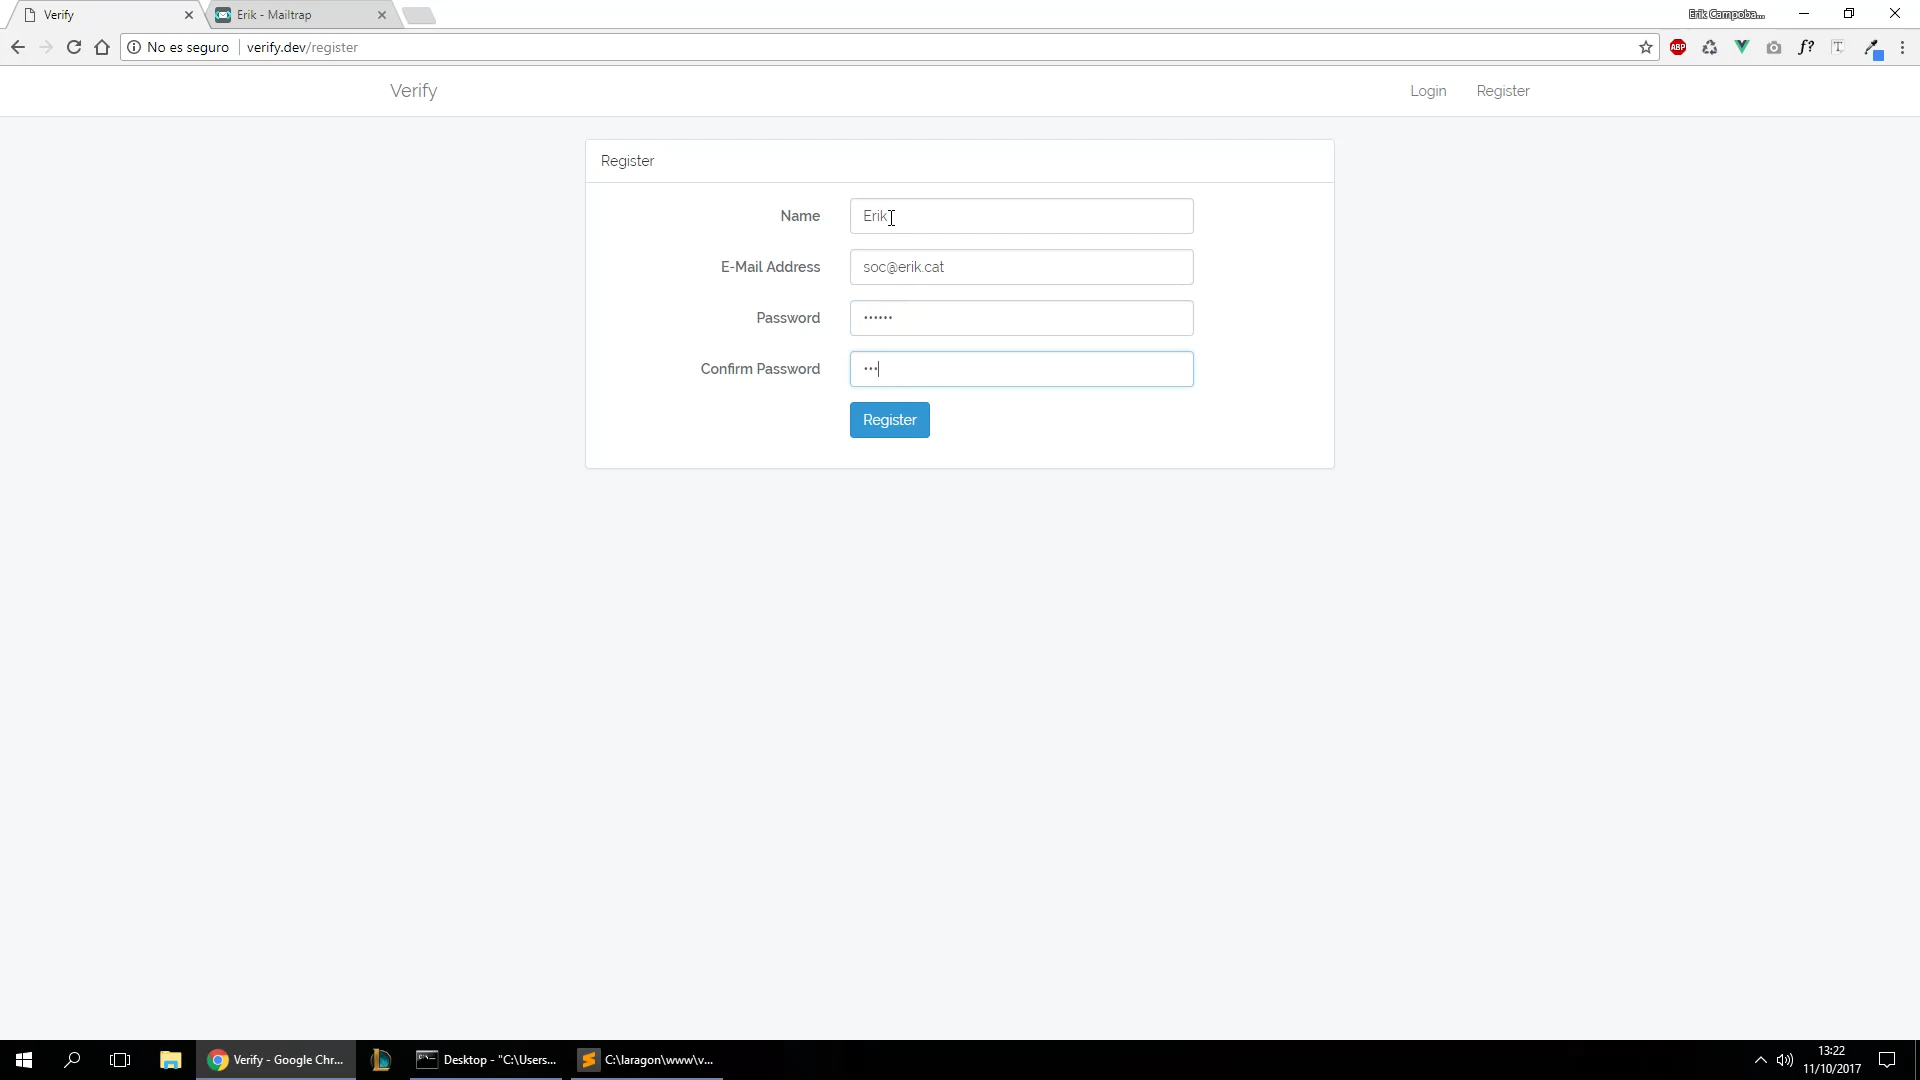 Verify
Erik - Mailtrap
Erik Campoba...
No es seguro
verify.dev/register
ABP
f?
T
Verify
Login
Register
Register
Name
Erik
E-Mail Address
soc@erik.cat
Password
Confirm Password
Register
Verify - Google Chr...
Desktop - "C:\Users...
C:\laragon\www\v...
13:22
11/10/2017